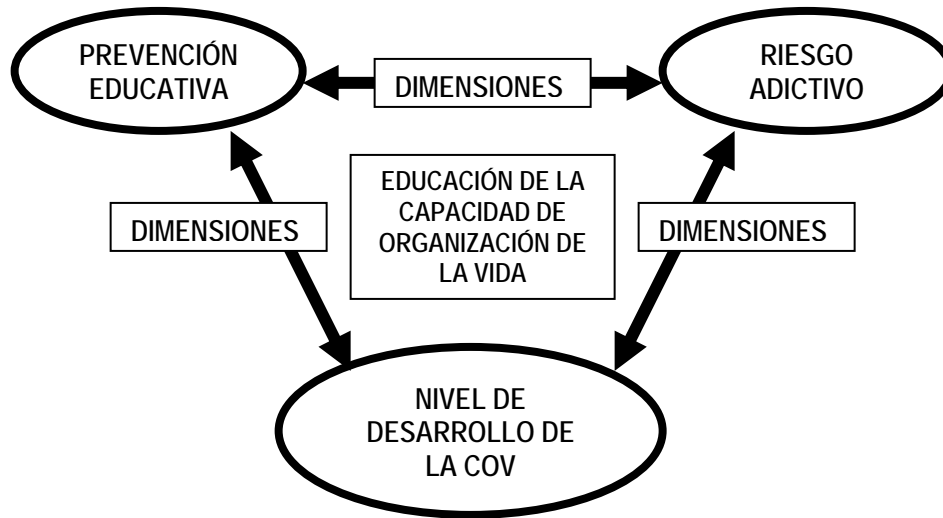 PREVENCIÓN
EDUCATIVA
DIMENSIONES
RIESGO
ADICTIVO
DIMENSIONES
EDUCACIÓN DE LA
CAPACIDAD DE
ORGANIZACIÓN DE
LA VIDA
DIMENSIONES
NIVEL DE
DESARROLLO DE
LA COV